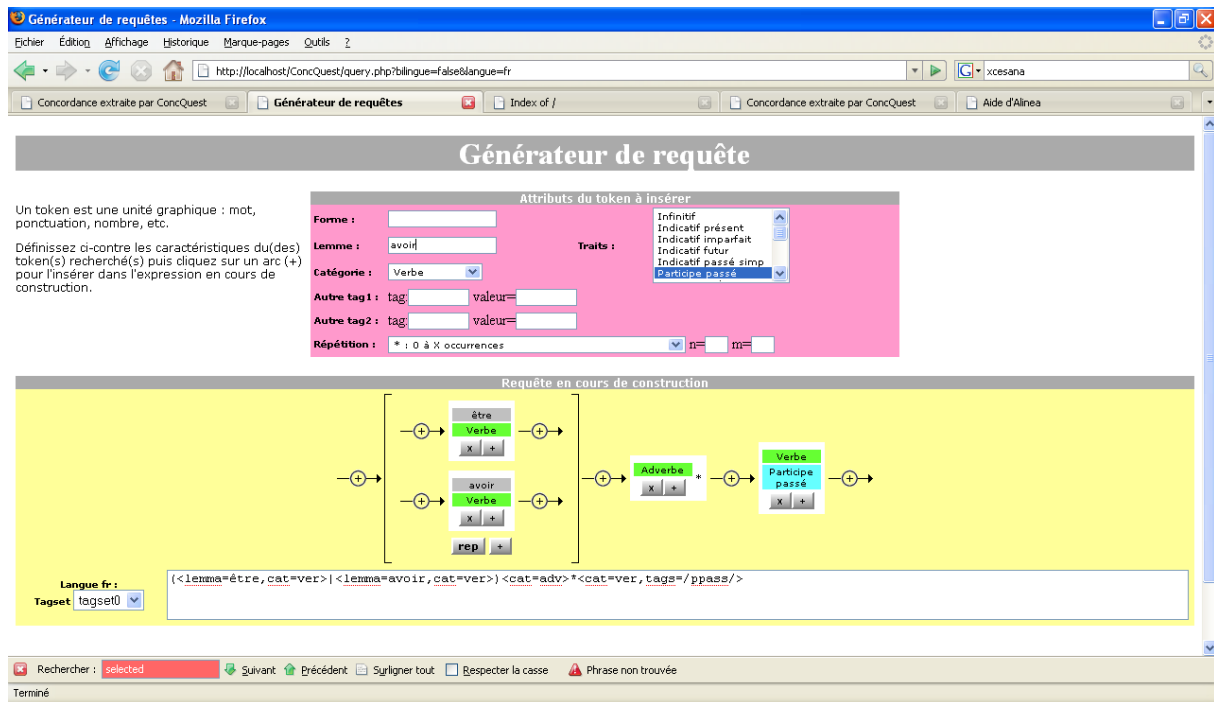 Générateur de requêtes - Mozilla Firefox
Fichier Édition Affichage Historique Marque-pages Outils ?
http://localhost/ConcQuest/query.php?bilingue=false&langue=fr G xcesana
Concordance extraite par ConcQuest Générateur de requêtes Index of / Concordance extraite par ConcQuest Aide d'Alinea
Générateur de requête
Un token est une unité graphique : mot,
ponctuation, nombre, etc.
Définissez ci-contre les caractéristiques du(des)
token(s) recherché(s) puis cliquez sur un arc (+)
pour l'insérer dans l'expression en cours de
construction.
Attributs du token à insérer
Forme :
Lemme : avoir
Catégorie : Verbe
Traits :
Infinitif
Indicatif présent
Indicatif imparfait
Indicatif futur
Indicatif passé simp
Participe passé
Autre tag1 : tag: valeur=
Autre tag2 : tag: valeur=
Répétition : * : 0 à X occurrences n= m=
Requête en cours de construction
être
Verbe
x +
avoir
Verbe
x +
rep +
Adverbe *
x +
Verbe
Participe
passé
x +
Langue fr :
Tagset tagset0
(<lemma=être,cat=ver>|<lemma=avoir,cat=ver>)<cat=adv>*<cat=ver,tags=/ppass/>
Rechercher : selected Suivant Précédent Surligner tout Respecter la casse Phrase non trouvée
Terminé